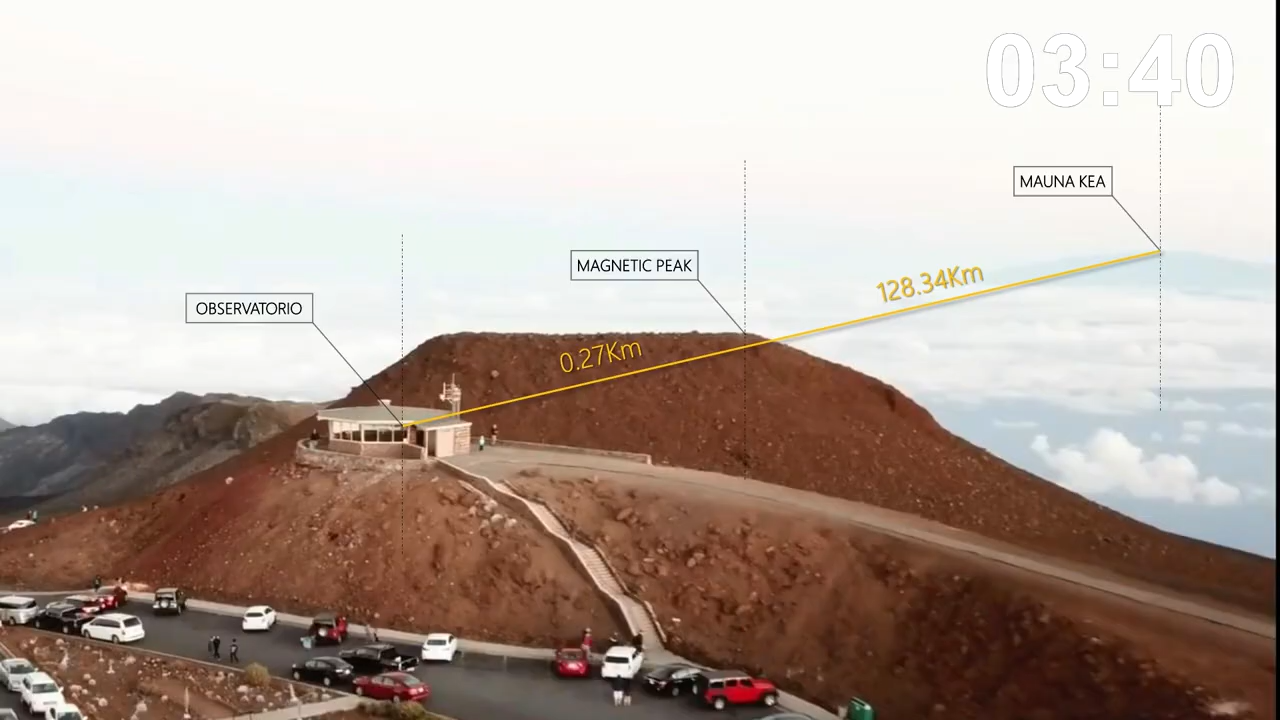 03:40
MAUNA KEA
MAGNETIC PEAK
128.34Km
OBSERVATORIO
0.27Km